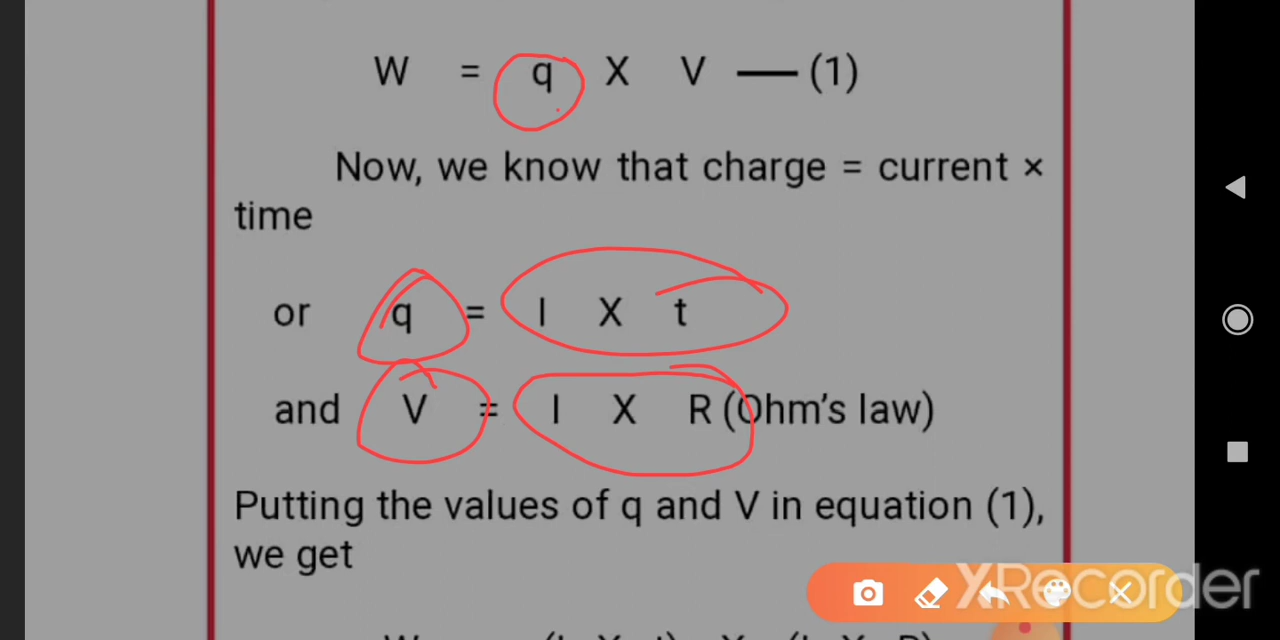 W = q X V — (1)
Now, we know that charge = current ×
time
or q = I X t
and V = I X R (Ohm's law)
Putting the values of q and V in equation (1),
we get
XRecorder